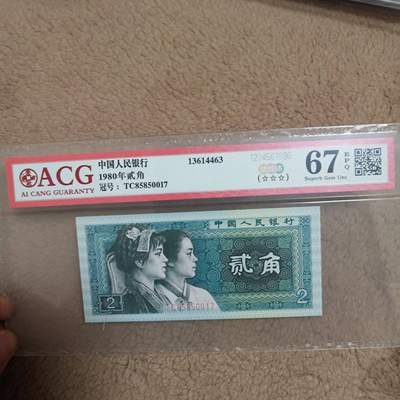 ACG
AI CANG GUARANTY
中国人民银行
1980年贰角
冠号: TC85850017
13614463
(☆☆☆)
67 EPQ
Superb Gem Unc
中国人民银行
贰角
2
2